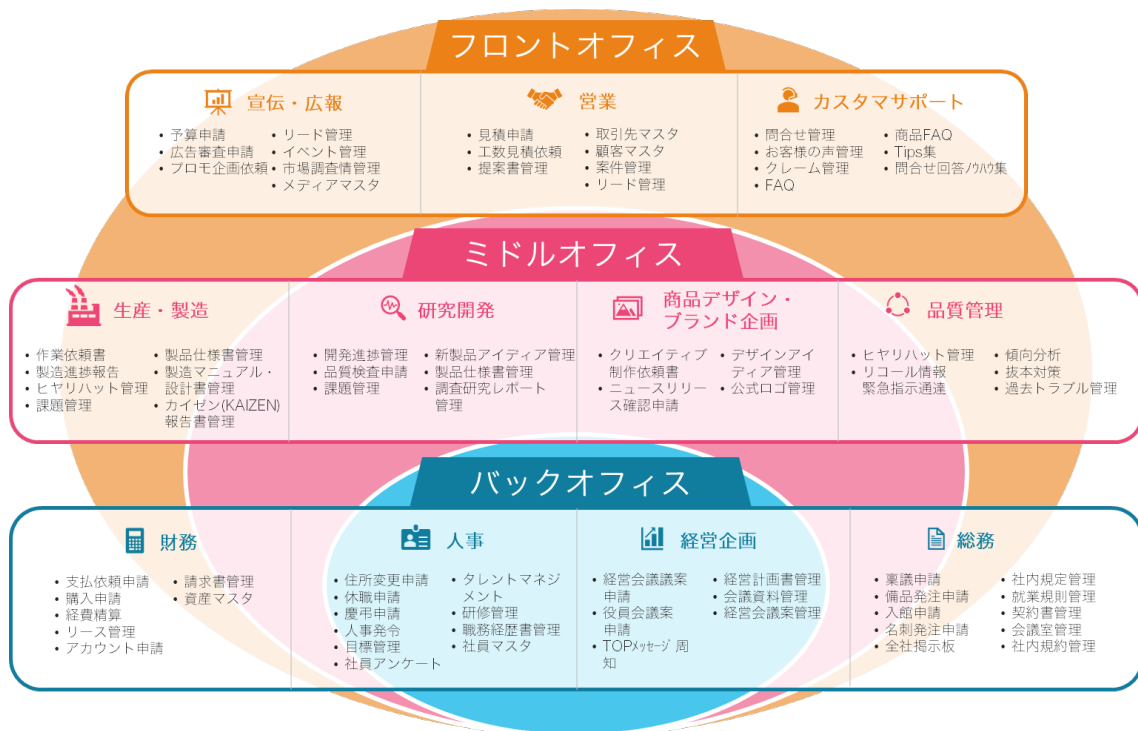 フロントオフィス
宣伝・広報
• 予算申請
• 広告審査申請
• プロモ企画依頼
• リード管理
• イベント管理
• 市場調査情管理
• メディアマスタ
営業
• 見積申請
• 工数見積依頼
• 提案書管理
• 取引先マスタ
• 顧客マスタ
• 案件管理
• リード管理
カスタマサポート
• 問合せ管理
• お客様の声管理
• クレーム管理
• FAQ
• 商品FAQ
• Tips集
• 問合せ回答ノウハウ集
ミドルオフィス
生産・製造
• 作業依頼書
• 製造進捗報告
• ヒヤリハット管理
• 課題管理
• 製品仕様書管理
• 製造マニュアル・
設計書管理
• カイゼン(KAIZEN)
報告書管理
研究開発
• 開発進捗管理
• 品質検査申請
• 課題管理
• 新製品アイディア管理
• 製品仕様書管理
• 調査研究レポート
管理
商品デザイン・
ブランド企画
• クリエイティブ
制作依頼書
• ニュースリリー
ス確認申請
• デザインアイ
ディア管理
• 公式ロゴ管理
品質管理
• ヒヤリハット管理
• リコール情報
緊急指示通達
• 傾向分析
• 抜本対策
• 過去トラブル管理
バックオフィス
財務
• 支払依頼申請
• 購入申請
• 経費精算
• リース管理
• アカウント申請
• 請求書管理
• 資産マスタ
人事
• 住所変更申請
• 休職申請
• 慶弔申請
• 人事発令
• 目標管理
• 社員アンケート
• タレントマネジ
メント
• 研修管理
• 職務経歴書管理
• 社員マスタ
経営企画
• 経営会議議案
申請
• 役員会議案
申請
• TOPメッセージ 周
知
• 経営計画書管理
• 会議資料管理
• 経営会議案管理
総務
• 稟議申請
• 備品発注申請
• 入館申請
• 名刺発注申請
• 全社掲示板
• 社内規定管理
• 就業規則管理
• 契約書管理
• 会議室管理
• 社内規約管理